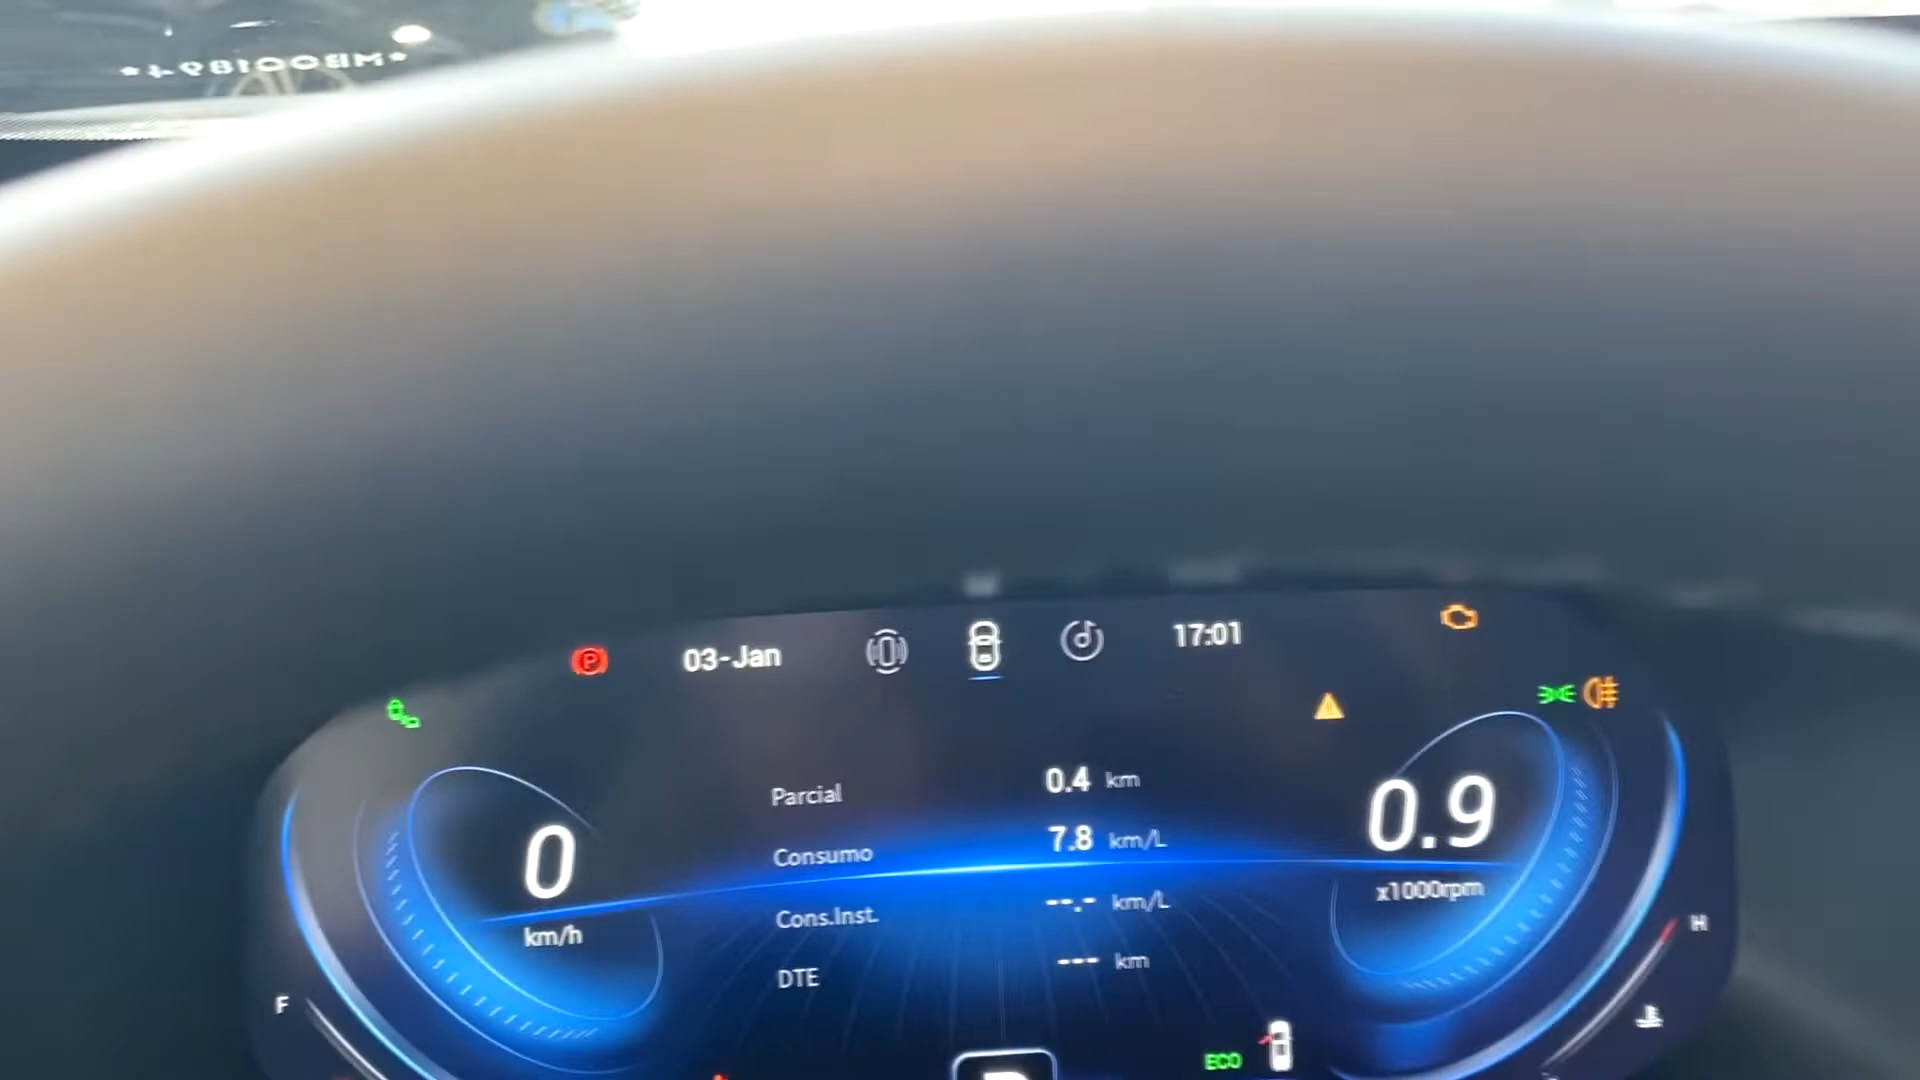 *MB001894*
03-Jan
17:01
Parcial 0.4 km
Consumo 7.8 km/L
Cons.Inst. --.- km/L
DTE --- km
0
km/h
0.9
x1000rpm
F
H
P
ECO